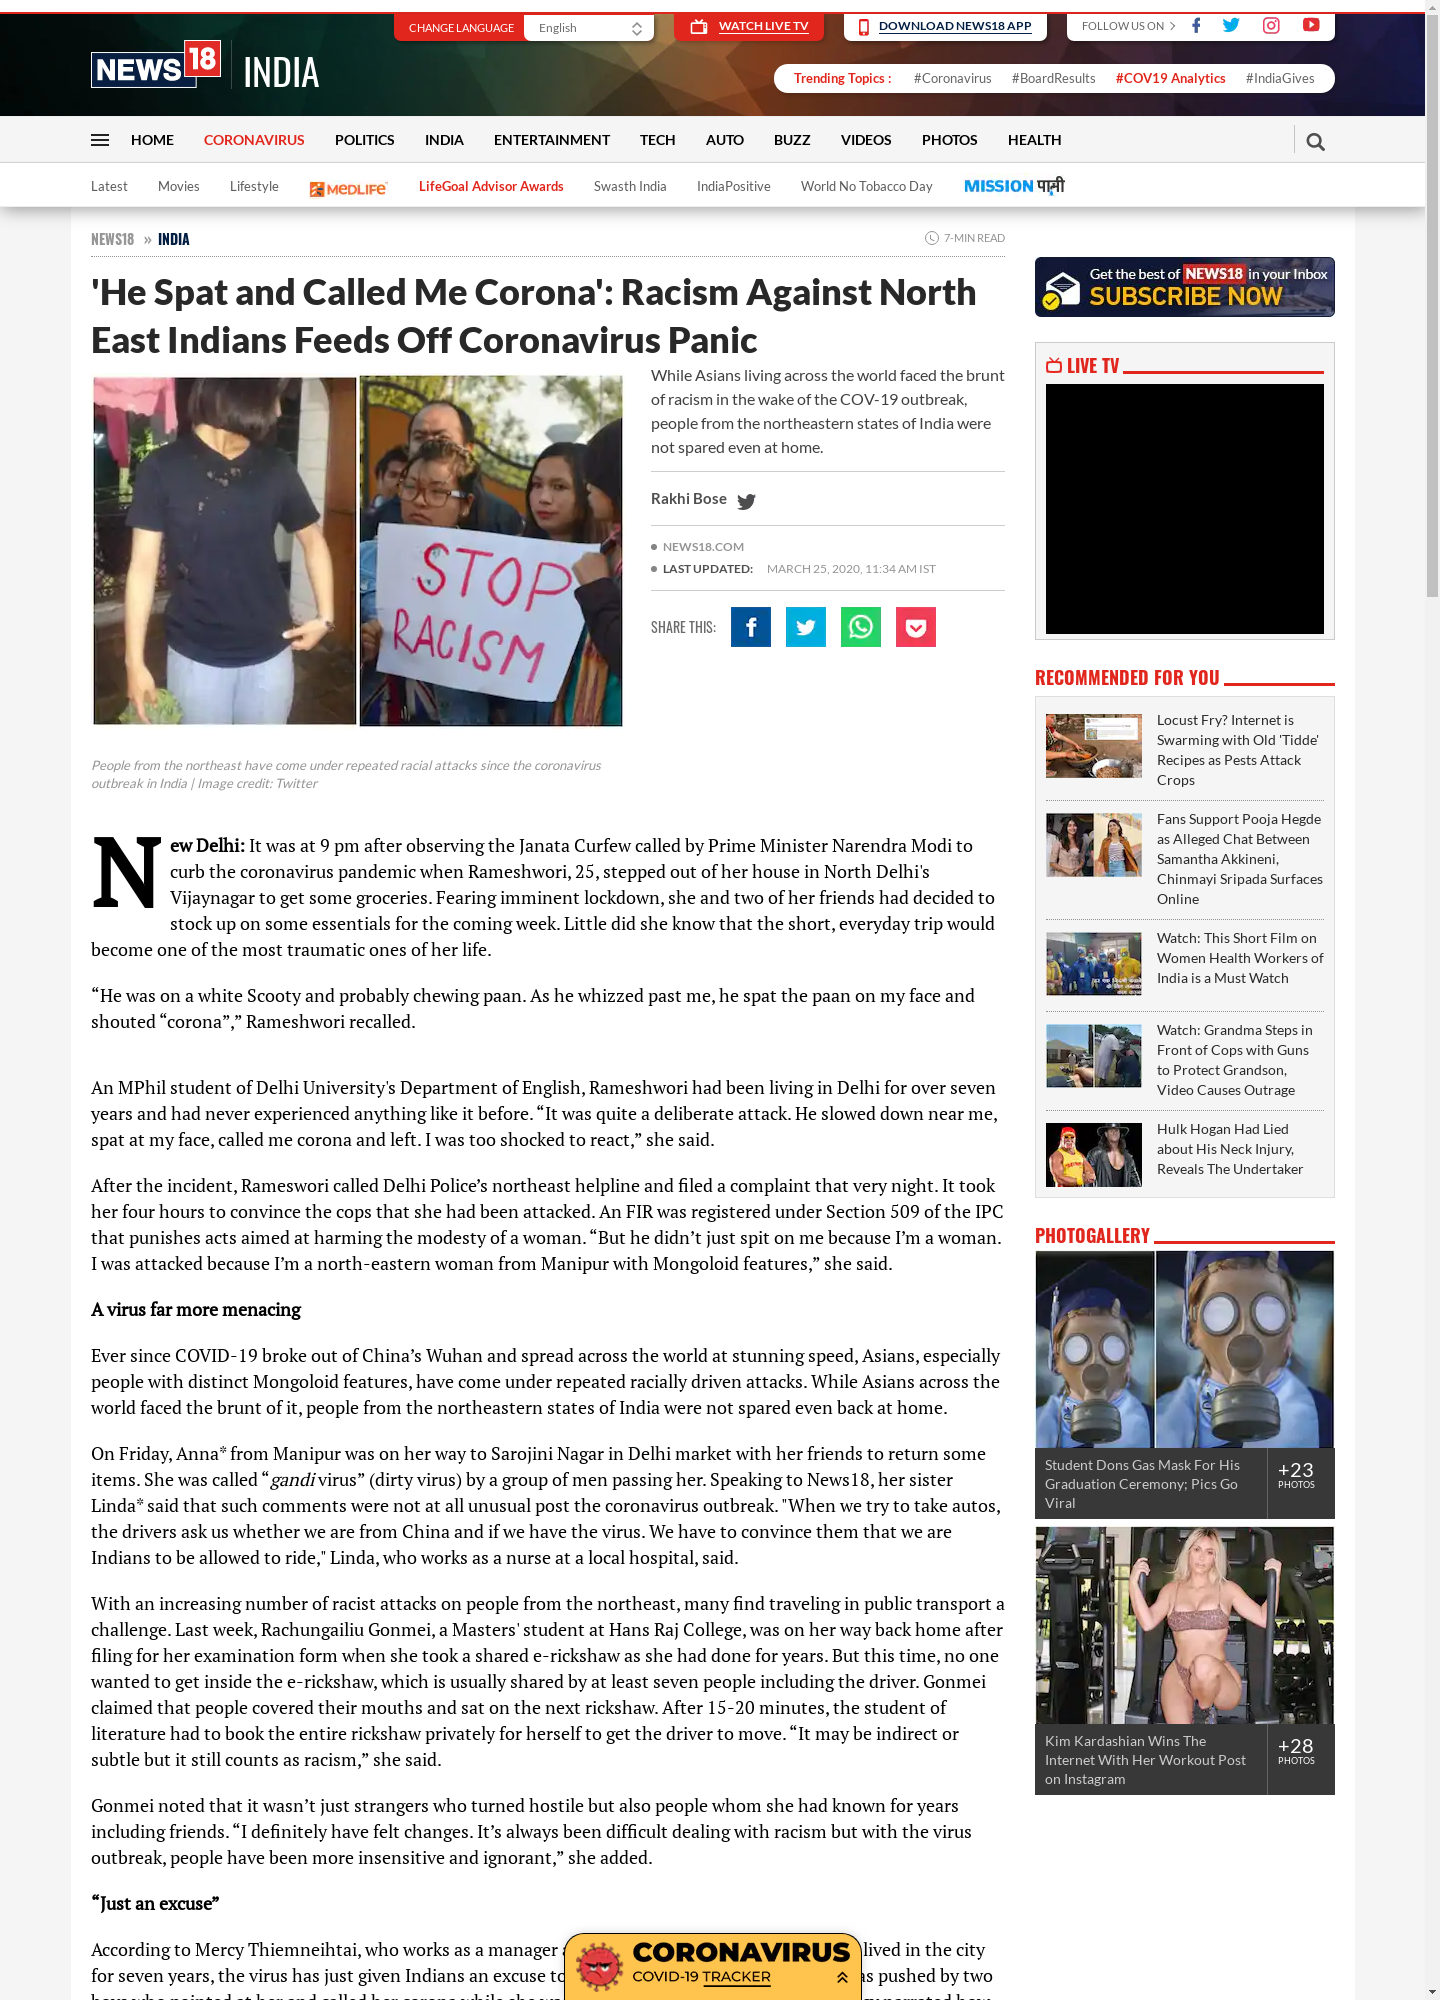 CHANGE LANGUAGE
English
WATCH LIVE TV
DOWNLOAD NEWS18 APP
FOLLOW US ON
NEWS 18 INDIA
Trending Topics : #Coronavirus #BoardResults #COV19 Analytics #IndiaGives
HOME CORONAVIRUS POLITICS INDIA ENTERTAINMENT TECH AUTO BUZZ VIDEOS PHOTOS HEALTH
Latest Movies Lifestyle MEDLIFE LifeGoal Advisor Awards Swasth India IndiaPositive World No Tobacco Day MISSION पानी
NEWS18 » INDIA
7-MIN READ
'He Spat and Called Me Corona': Racism Against North
East Indians Feeds Off Coronavirus Panic
STOP
RACISM
People from the northeast have come under repeated racial attacks since the coronavirus
outbreak in India | Image credit: Twitter
While Asians living across the world faced the brunt
of racism in the wake of the COV-19 outbreak,
people from the northeastern states of India were
not spared even at home.
Rakhi Bose
NEWS18.COM
LAST UPDATED: MARCH 25, 2020, 11:34 AM IST
SHARE THIS:
New Delhi: It was at 9 pm after observing the Janata Curfew called by Prime Minister Narendra Modi to
curb the coronavirus pandemic when Rameshwori, 25, stepped out of her house in North Delhi's
Vijaynagar to get some groceries. Fearing imminent lockdown, she and two of her friends had decided to
stock up on some essentials for the coming week. Little did she know that the short, everyday trip would
become one of the most traumatic ones of her life.
“He was on a white Scooty and probably chewing paan. As he whizzed past me, he spat the paan on my face and
shouted “corona”,” Rameshwori recalled.
An MPhil student of Delhi University's Department of English, Rameshwori had been living in Delhi for over seven
years and had never experienced anything like it before. “It was quite a deliberate attack. He slowed down near me,
spat at my face, called me corona and left. I was too shocked to react,” she said.
After the incident, Rameswori called Delhi Police’s northeast helpline and filed a complaint that very night. It took
her four hours to convince the cops that she had been attacked. An FIR was registered under Section 509 of the IPC
that punishes acts aimed at harming the modesty of a woman. “But he didn’t just spit on me because I’m a woman.
I was attacked because I’m a north-eastern woman from Manipur with Mongoloid features,” she said.
A virus far more menacing
Ever since COVID-19 broke out of China’s Wuhan and spread across the world at stunning speed, Asians, especially
people with distinct Mongoloid features, have come under repeated racially driven attacks. While Asians across the
world faced the brunt of it, people from the northeastern states of India were not spared even back at home.
On Friday, Anna* from Manipur was on her way to Sarojini Nagar in Delhi market with her friends to return some
items. She was called “gandi virus” (dirty virus) by a group of men passing her. Speaking to News18, her sister
Linda* said that such comments were not at all unusual post the coronavirus outbreak. "When we try to take autos,
the drivers ask us whether we are from China and if we have the virus. We have to convince them that we are
Indians to be allowed to ride," Linda, who works as a nurse at a local hospital, said.
With an increasing number of racist attacks on people from the northeast, many find traveling in public transport a
challenge. Last week, Rachungailiu Gonmei, a Masters' student at Hans Raj College, was on her way back home after
filing for her examination form when she took a shared e-rickshaw as she had done for years. But this time, no one
wanted to get inside the e-rickshaw, which is usually shared by at least seven people including the driver. Gonmei
claimed that people covered their mouths and sat on the next rickshaw. After 15-20 minutes, the student of
literature had to book the entire rickshaw privately for herself to get the driver to move. “It may be indirect or
subtle but it still counts as racism,” she said.
Gonmei noted that it wasn’t just strangers who turned hostile but also people whom she had known for years
including friends. “I definitely have felt changes. It’s always been difficult dealing with racism but with the virus
outbreak, people have been more insensitive and ignorant,” she added.
“Just an excuse”
According to Mercy Thiemneihtai, who works as a manager lived in the city
for seven years, the virus has just given Indians an excuse to pushed by two
CORONAVIRUS
COVID-19 TRACKER
Get the best of NEWS18 in your Inbox
SUBSCRIBE NOW
LIVE TV
RECOMMENDED FOR YOU
Locust Fry? Internet is
Swarming with Old 'Tidde'
Recipes as Pests Attack
Crops
Fans Support Pooja Hegde
as Alleged Chat Between
Samantha Akkineni,
Chinmayi Sripada Surfaces
Online
Watch: This Short Film on
Women Health Workers of
India is a Must Watch
Watch: Grandma Steps in
Front of Cops with Guns
to Protect Grandson,
Video Causes Outrage
Hulk Hogan Had Lied
about His Neck Injury,
Reveals The Undertaker
PHOTOGALLERY
Student Dons Gas Mask For His
Graduation Ceremony; Pics Go
Viral
+23
PHOTOS
Kim Kardashian Wins The
Internet With Her Workout Post
on Instagram
+28
PHOTOS